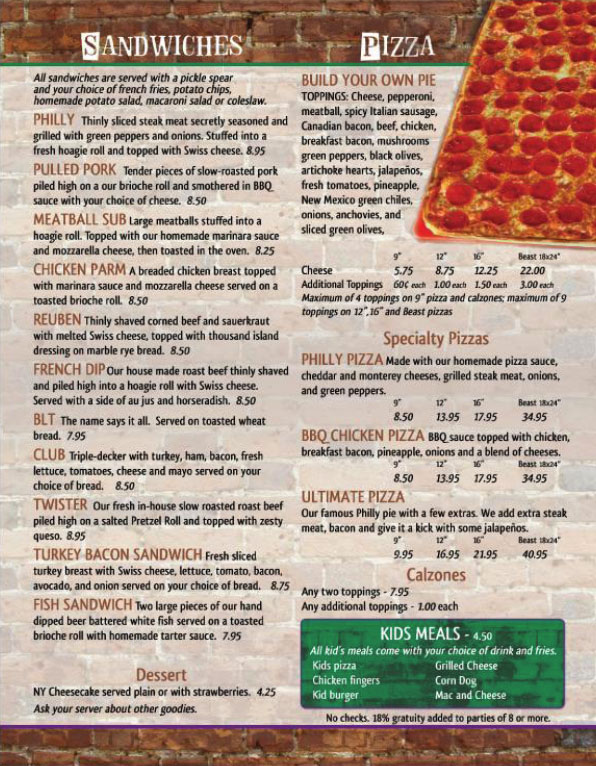 SANDWICHES
All sandwiches are served with a pickle spear
and your choice of french fries, potato chips,
homemade potato salad, macaroni salad or coleslaw.
PHILLY Thinly sliced steak meat secretly seasoned and
grilled with green peppers and onions. Stuffed into a
fresh hoagie roll and topped with Swiss cheese. 8.95
PULLED PORK Tender pieces of slow-roasted pork
piled high on a our brioche roll and smothered in BBQ
sauce with your choice of cheese. 8.50
MEATBALL SUB Large meatballs stuffed into a
hoagie roll. Topped with our homemade marinara sauce
and mozzarella cheese, then toasted in the oven. 8.25
CHICKEN PARM A breaded chicken breast topped
with marinara sauce and mozzarella cheese served on a
toasted brioche roll. 8.50
REUBEN Thinly shaved corned beef and sauerkraut
with melted Swiss cheese, topped with thousand island
dressing on marble rye bread. 8.50
FRENCH DIP Our house made roast beef thinly shaved
and piled high into a hoagie roll with Swiss cheese.
Served with a side of au jus and horseradish. 8.50
BLT The name says it all. Served on toasted wheat
bread. 7.95
CLUB Triple-decker with turkey, ham, bacon, fresh
lettuce, tomatoes, cheese and mayo served on your
choice of bread. 8.50
TWISTER Our fresh in-house slow roasted roast beef
piled high on a salted Pretzel Roll and topped with zesty
queso. 8.95
TURKEY BACON SANDWICH Fresh sliced
turkey breast with Swiss cheese, lettuce, tomato, bacon,
avocado, and onion served on your choice of bread. 8.75
FISH SANDWICH Two large pieces of our hand
dipped beer battered white fish served on a toasted
brioche roll with homemade tarter sauce. 7.95
Dessert
NY Cheesecake served plain or with strawberries. 4.25
Ask your server about other goodies.
PIZZA
BUILD YOUR OWN PIE
TOPPINGS: Cheese, pepperoni,
meatball, spicy Italian sausage,
Canadian bacon, beef, chicken,
breakfast bacon, mushrooms
green peppers, black olives,
artichoke hearts, jalapeños,
fresh tomatoes, pineapple,
New Mexico green chiles,
onions, anchovies, and
sliced green olives,
9" 12" 16" Beast 18x24"
Cheese 5.75 8.75 12.25 22.00
Additional Toppings 60¢ each 1.00 each 1.50 each 3.00 each
Maximum of 4 toppings on 9" pizza and calzones; maximum of 9
toppings on 12",16" and Beast pizzas
Specialty Pizzas
PHILLY PIZZA Made with our homemade pizza sauce,
cheddar and monterey cheeses, grilled steak meat, onions,
and green peppers.
9" 12" 16" Beast 18x24"
8.50 13.95 17.95 34.95
BBQ CHICKEN PIZZA BBQ sauce topped with chicken,
breakfast bacon, pineapple, onions and a blend of cheeses.
9" 12" 16" Beast 18x24"
8.50 13.95 17.95 34.95
ULTIMATE PIZZA
Our famous Philly pie with a few extras. We add extra steak
meat, bacon and give it a kick with some jalapeños.
9" 12" 16" Beast 18x24"
9.95 16.95 21.95 40.95
Calzones
Any two toppings - 7.95
Any additional toppings - 1.00 each
KIDS MEALS - 4.50
All kid's meals come with your choice of drink and fries.
Kids pizza Grilled Cheese
Chicken fingers Corn Dog
Kid burger Mac and Cheese
No checks. 18% gratuity added to parties of 8 or more.